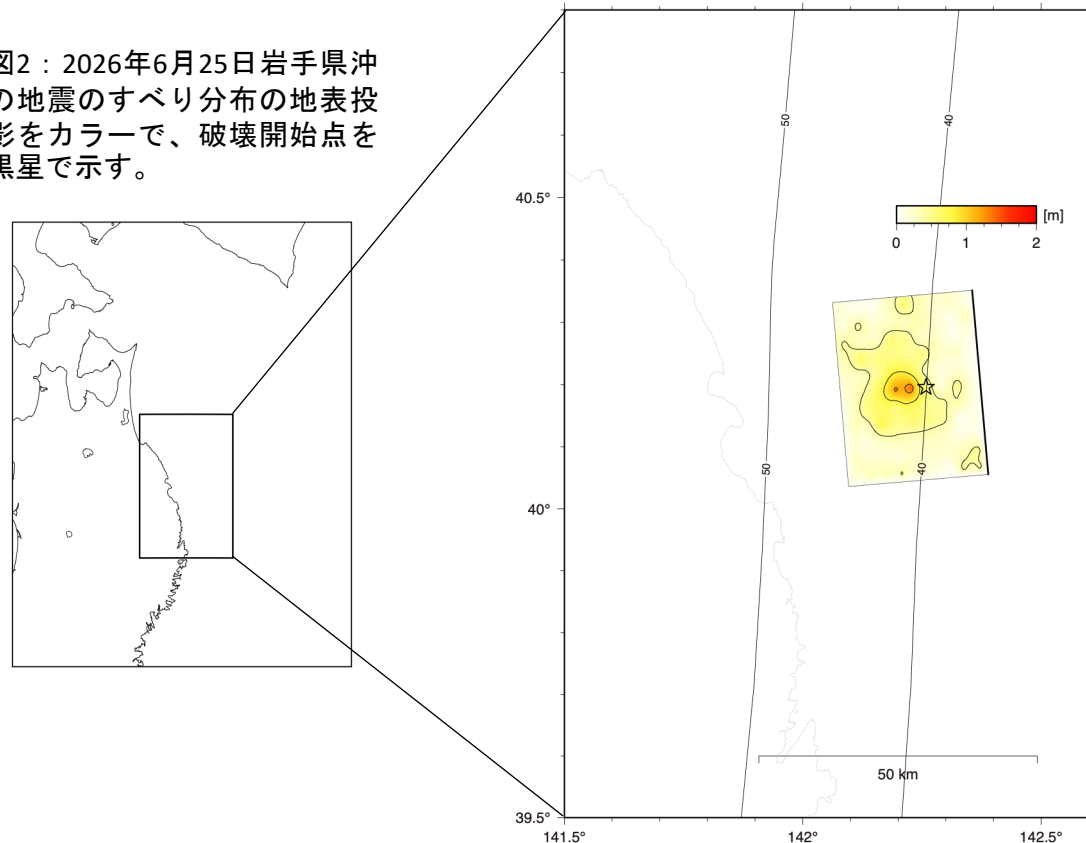 図2：2026年6月25日岩手県沖
の地震のすべり分布の地表投
影をカラーで、破壊開始点を
黒星で示す。
50
40
40.5°
[m]
0 1 2
50
40
40°
50 km
39.5°
141.5° 142° 142.5°